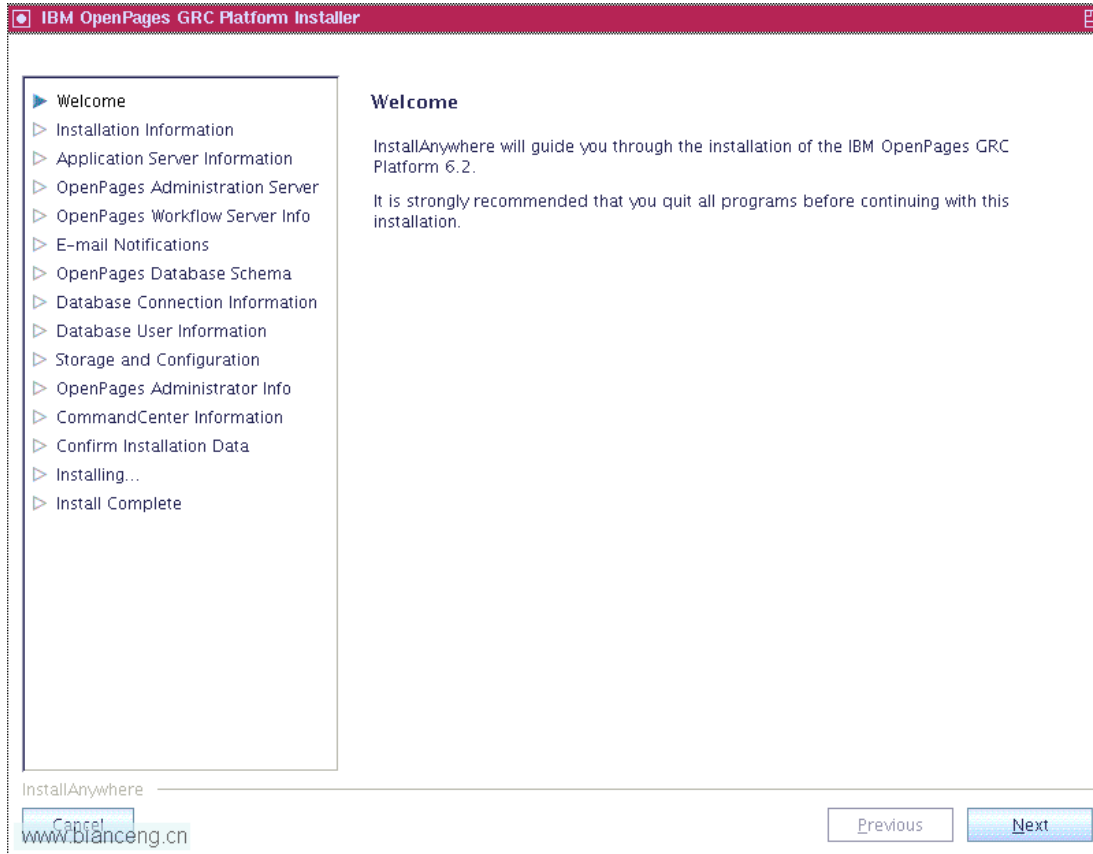 IBM OpenPages GRC Platform Installer
Welcome
Installation Information
Application Server Information
OpenPages Administration Server
OpenPages Workflow Server Info
E-mail Notifications
OpenPages Database Schema
Database Connection Information
Database User Information
Storage and Configuration
OpenPages Administrator Info
CommandCenter Information
Confirm Installation Data
Installing...
Install Complete
Welcome
InstallAnywhere will guide you through the installation of the IBM OpenPages GRC
Platform 6.2.
It is strongly recommended that you quit all programs before continuing with this
installation.
InstallAnywhere
Cancel
www.bianceng.cn
Previous
Next